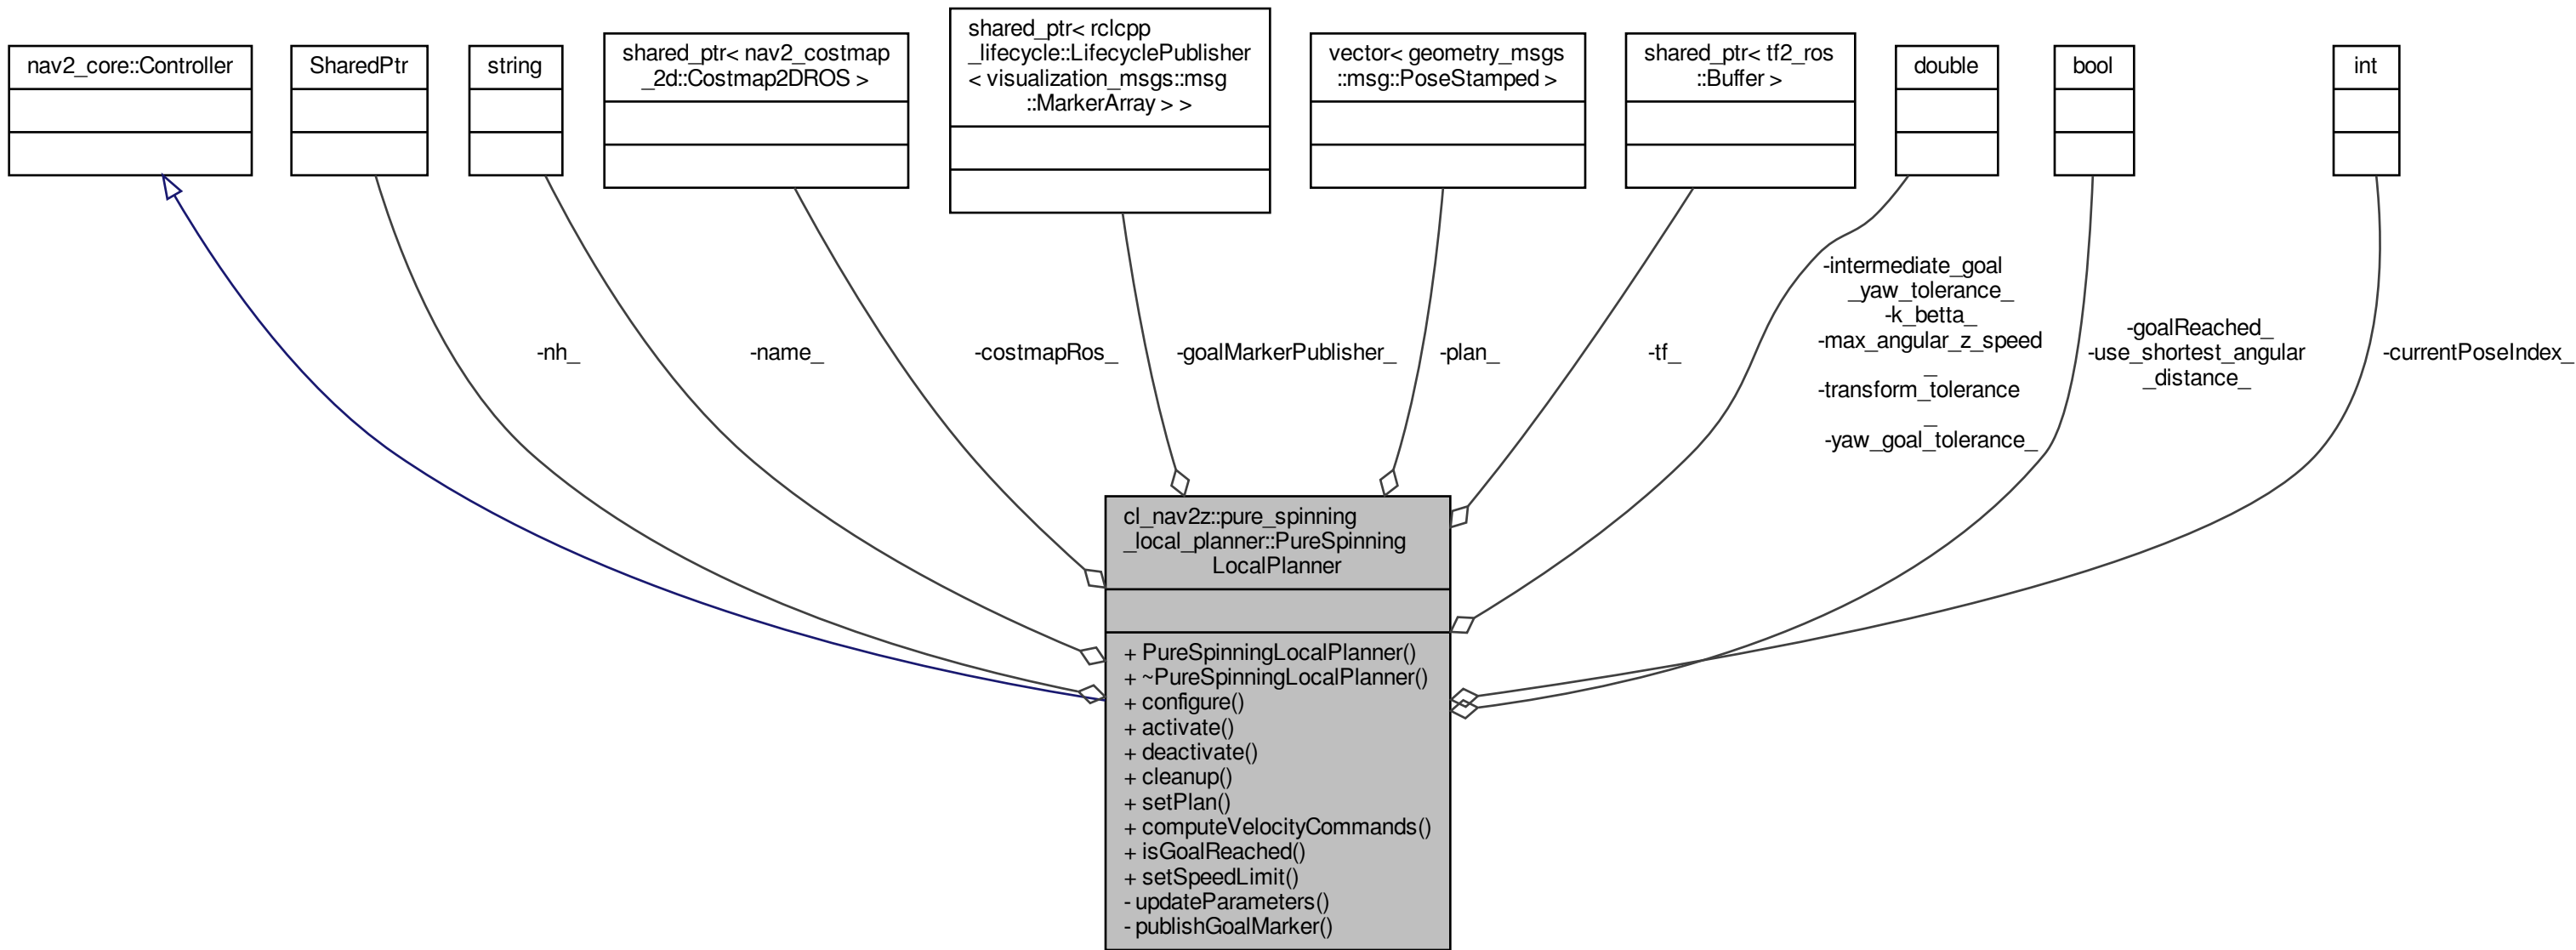 nav2_core::Controller
SharedPtr
string
shared_ptr< nav2_costmap
_2d::Costmap2DROS >
shared_ptr< rclcpp
_lifecycle::LifecyclePublisher
< visualization_msgs::msg
::MarkerArray > >
vector< geometry_msgs
::msg::PoseStamped >
shared_ptr< tf2_ros
::Buffer >
double
bool
int
-nh_
-name_
-costmapRos_
-goalMarkerPublisher_
-plan_
-tf_
-intermediate_goal
_yaw_tolerance_
-k_betta_
-max_angular_z_speed
_
-transform_tolerance
_
-yaw_goal_tolerance_
-goalReached_
-use_shortest_angular
_distance_
-currentPoseIndex_
cl_nav2z::pure_spinning
_local_planner::PureSpinning
LocalPlanner
+ PureSpinningLocalPlanner()
+ ~PureSpinningLocalPlanner()
+ configure()
+ activate()
+ deactivate()
+ cleanup()
+ setPlan()
+ computeVelocityCommands()
+ isGoalReached()
+ setSpeedLimit()
- updateParameters()
- publishGoalMarker()